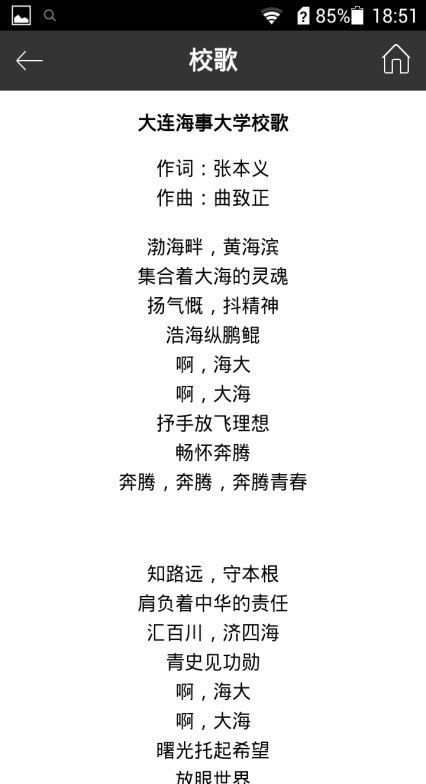 85% 18:51
校歌
大连海事大学校歌
作词：张本义
作曲：曲致正
渤海畔，黄海滨
集合着大海的灵魂
扬气慨，抖精神
浩海纵鹏鲲
啊，海大
啊，大海
抒手放飞理想
畅怀奔腾
奔腾，奔腾，奔腾青春
知路远，守本根
肩负着中华的责任
汇百川，济四海
青史见功勋
啊，海大
啊，大海
曙光托起希望
放眼世界